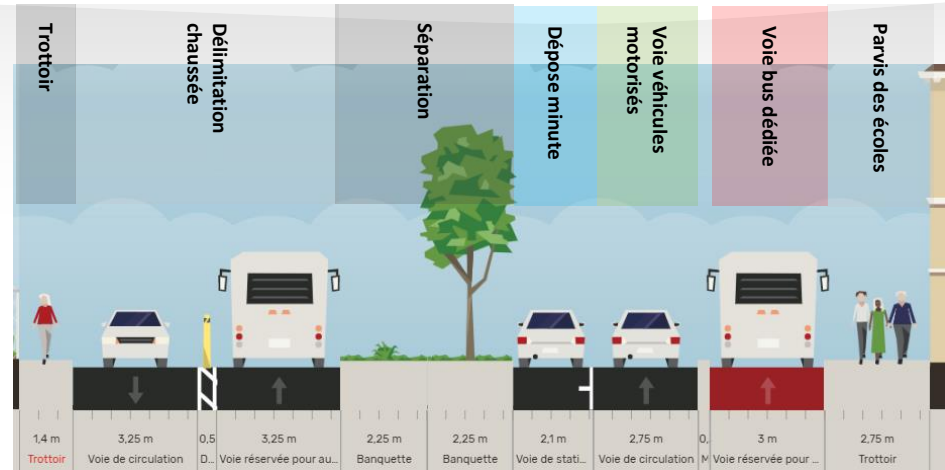 Trottoir
Délimitation
chaussée
Séparation
Dépose minute
Voie véhicules
motorisés
Voie bus dédiée
Parvis des écoles
1,4 m
Trottoir
3,25 m
Voie de circulation
0,5
D...
3,25 m
Voie réservée pour au...
2,25 m
Banquette
2,25 m
Banquette
2,1 m
Voie de stati...
2,75 m
Voie de circulation
0,
M
3 m
Voie réservée pour ...
2,75 m
Trottoir